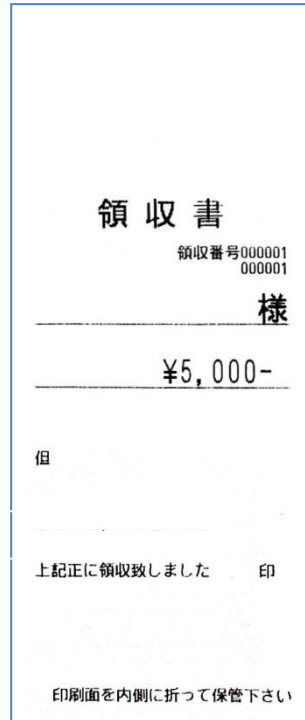 領収書
領収番号000001
000001
様
¥5,000-
但
上記正に領収致しました 印
印刷面を内側に折って保管下さい